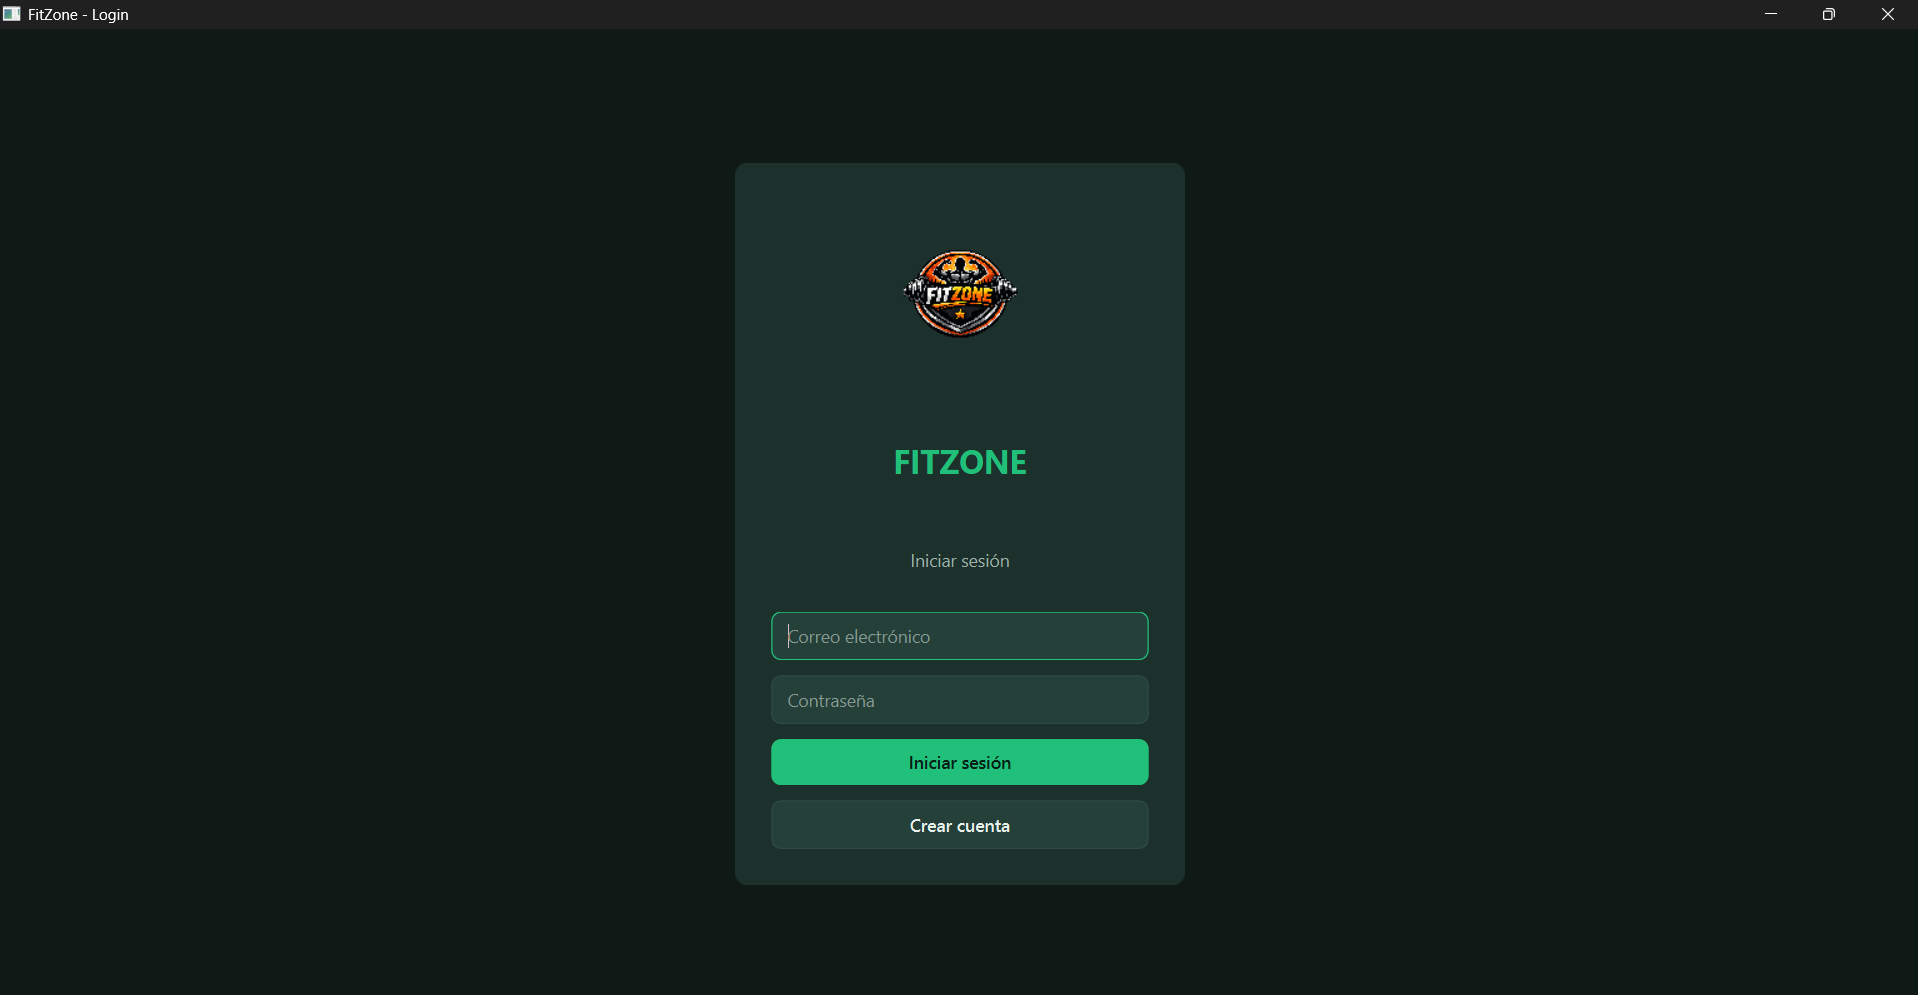 FitZone - Login
FITZONE
FITZONE
Iniciar sesión
Correo electrónico
Contraseña
Iniciar sesión
Crear cuenta